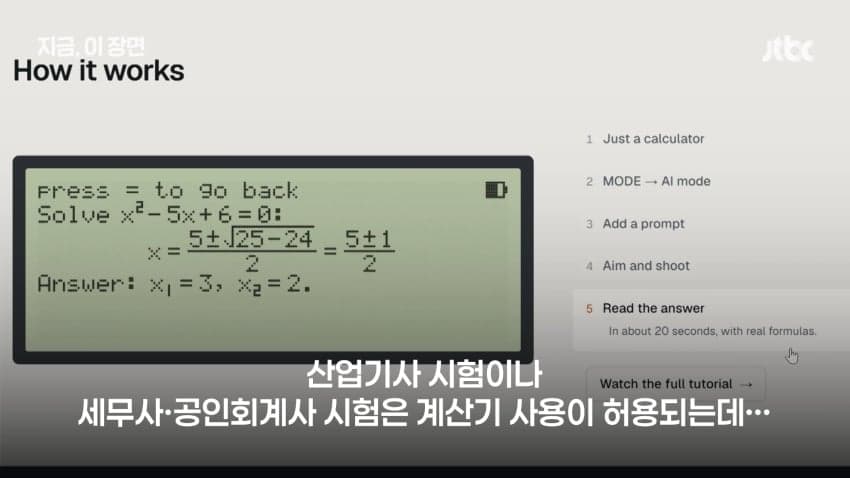 지금, 이 장면
jtbc
How it works
1 Just a calculator
2 MODE → AI mode
3 Add a prompt
4 Aim and shoot
5 Read the answer
In about 20 seconds, with real formulas.
Watch the full tutorial →
press = to go back
Solve x²-5x+6=0:
x = (5±√25-24)/2 = (5±1)/2
Answer: x₁=3, x₂=2.
산업기사 시험이나
세무사·공인회계사 시험은 계산기 사용이 허용되는데…